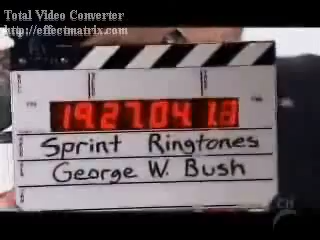 Total Video Converter
http://effectmatrix.com
19:27:04.18
Sprint Ringtones
George W. Bush